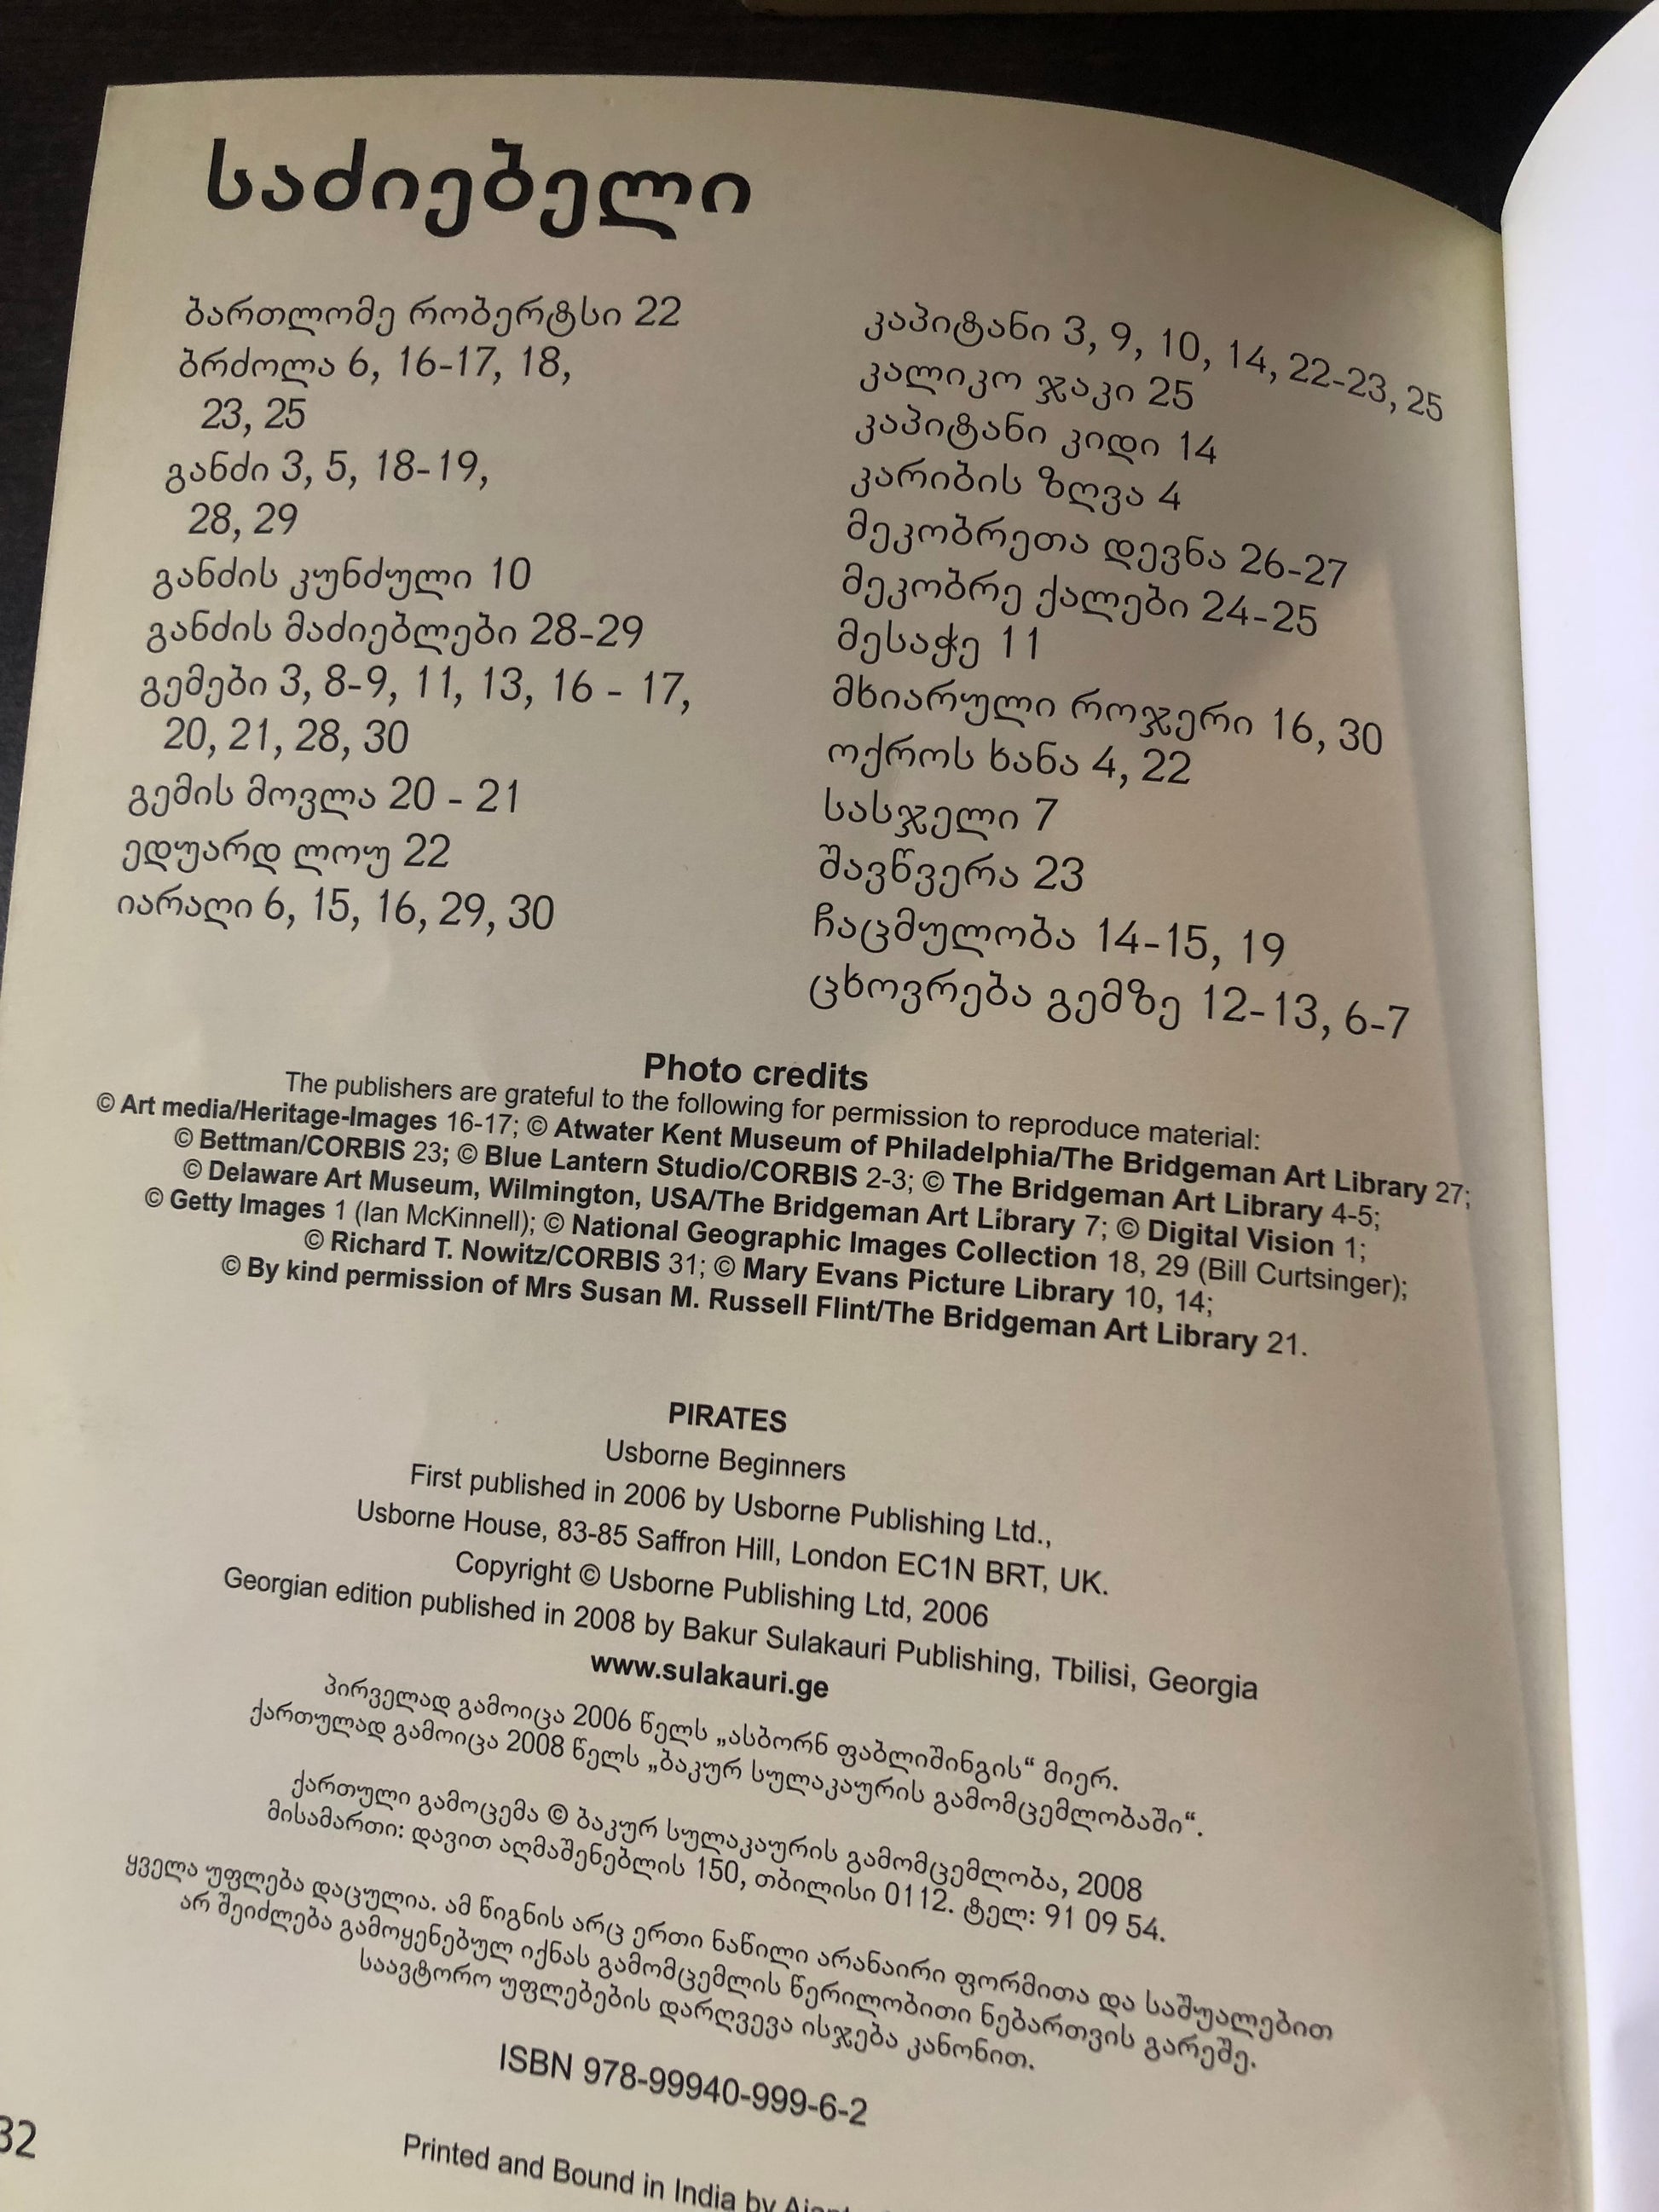 საძიებელი
ბართლომე რობერტსი 22
ბრძოლა 6, 16-17, 18,
23, 25
განძი 3, 5, 18-19,
28, 29
განძის კუნძული 10
განძის მაძიებლები 28-29
გემები 3, 8-9, 11, 13, 16 - 17,
20, 21, 28, 30
გემის მოვლა 20 - 21
ედუარდ ლოუ 22
იარაღი 6, 15, 16, 29, 30
კაპიტანი 3, 9, 10, 14, 22-23, 25
კალიკო ჯაკი 25
კაპიტანი კიდი 14
კარიბის ზღვა 4
მეკობრეთა დევნა 26-27
მეკობრე ქალები 24-25
მესაჭე 11
მხიარული როჯერი 16, 30
ოქროს ხანა 4, 22
სასჯელი 7
შავწვერა 23
ჩაცმულობა 14-15, 19
ცხოვრება გემზე 12-13, 6-7
Photo credits
The publishers are grateful to the following for permission to reproduce material:
© Art media/Heritage-Images 16-17; © Atwater Kent Museum of Philadelphia/The Bridgeman Art Library 27;
© Bettman/CORBIS 23; © Blue Lantern Studio/CORBIS 2-3; © The Bridgeman Art Library 4-5;
© Delaware Art Museum, Wilmington, USA/The Bridgeman Art Library 7; © Digital Vision 1;
© Getty Images 1 (Ian McKinnell); © National Geographic Images Collection 18, 29 (Bill Curtsinger);
© Richard T. Nowitz/CORBIS 31; © Mary Evans Picture Library 10, 14;
© By kind permission of Mrs Susan M. Russell Flint/The Bridgeman Art Library 21.
PIRATES
Usborne Beginners
First published in 2006 by Usborne Publishing Ltd.,
Usborne House, 83-85 Saffron Hill, London EC1N BRT, UK.
Copyright © Usborne Publishing Ltd, 2006
Georgian edition published in 2008 by Bakur Sulakauri Publishing, Tbilisi, Georgia
www.sulakauri.ge
პირველად გამოიცა 2006 წელს „ასბორნ ფაბლიშინგის“ მიერ.
ქართულად გამოიცა 2008 წელს „ბაკურ სულაკაურის გამომცემლობაში“.
ქართული გამოცემა © ბაკურ სულაკაურის გამომცემლობა, 2008
მისამართი: დავით აღმაშენებლის 150, თბილისი 0112. ტელ: 91 09 54.
ყველა უფლება დაცულია. ამ წიგნის არც ერთი ნაწილი არანაირი ფორმითა და საშუალებით
არ შეიძლება გამოყენებულ იქნას გამომცემლის წერილობითი ნებართვის გარეშე.
საავტორო უფლებების დარღვევა ისჯება კანონით.
ISBN 978-99940-999-6-2
32
Printed and Bound in India by